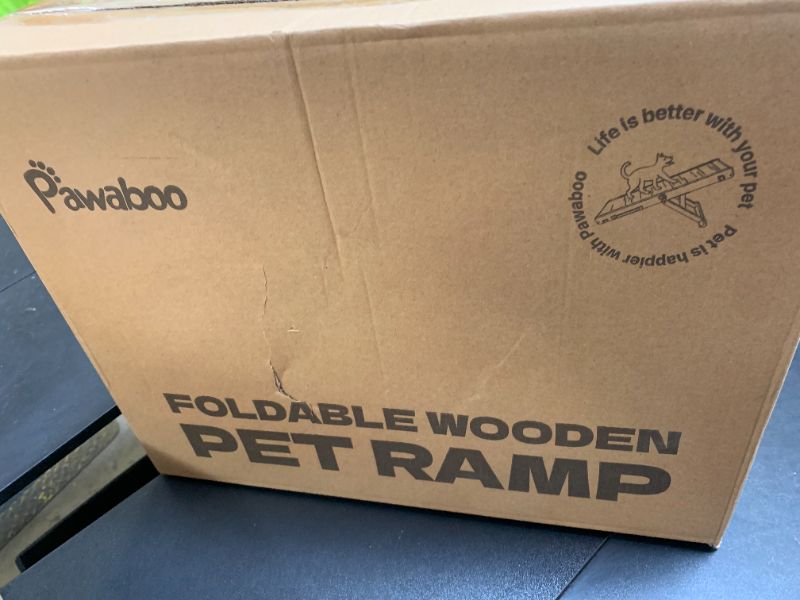 Pawaboo
Life is better with your pet
Pet is happier with Pawaboo
FOLDABLE WOODEN
PET RAMP